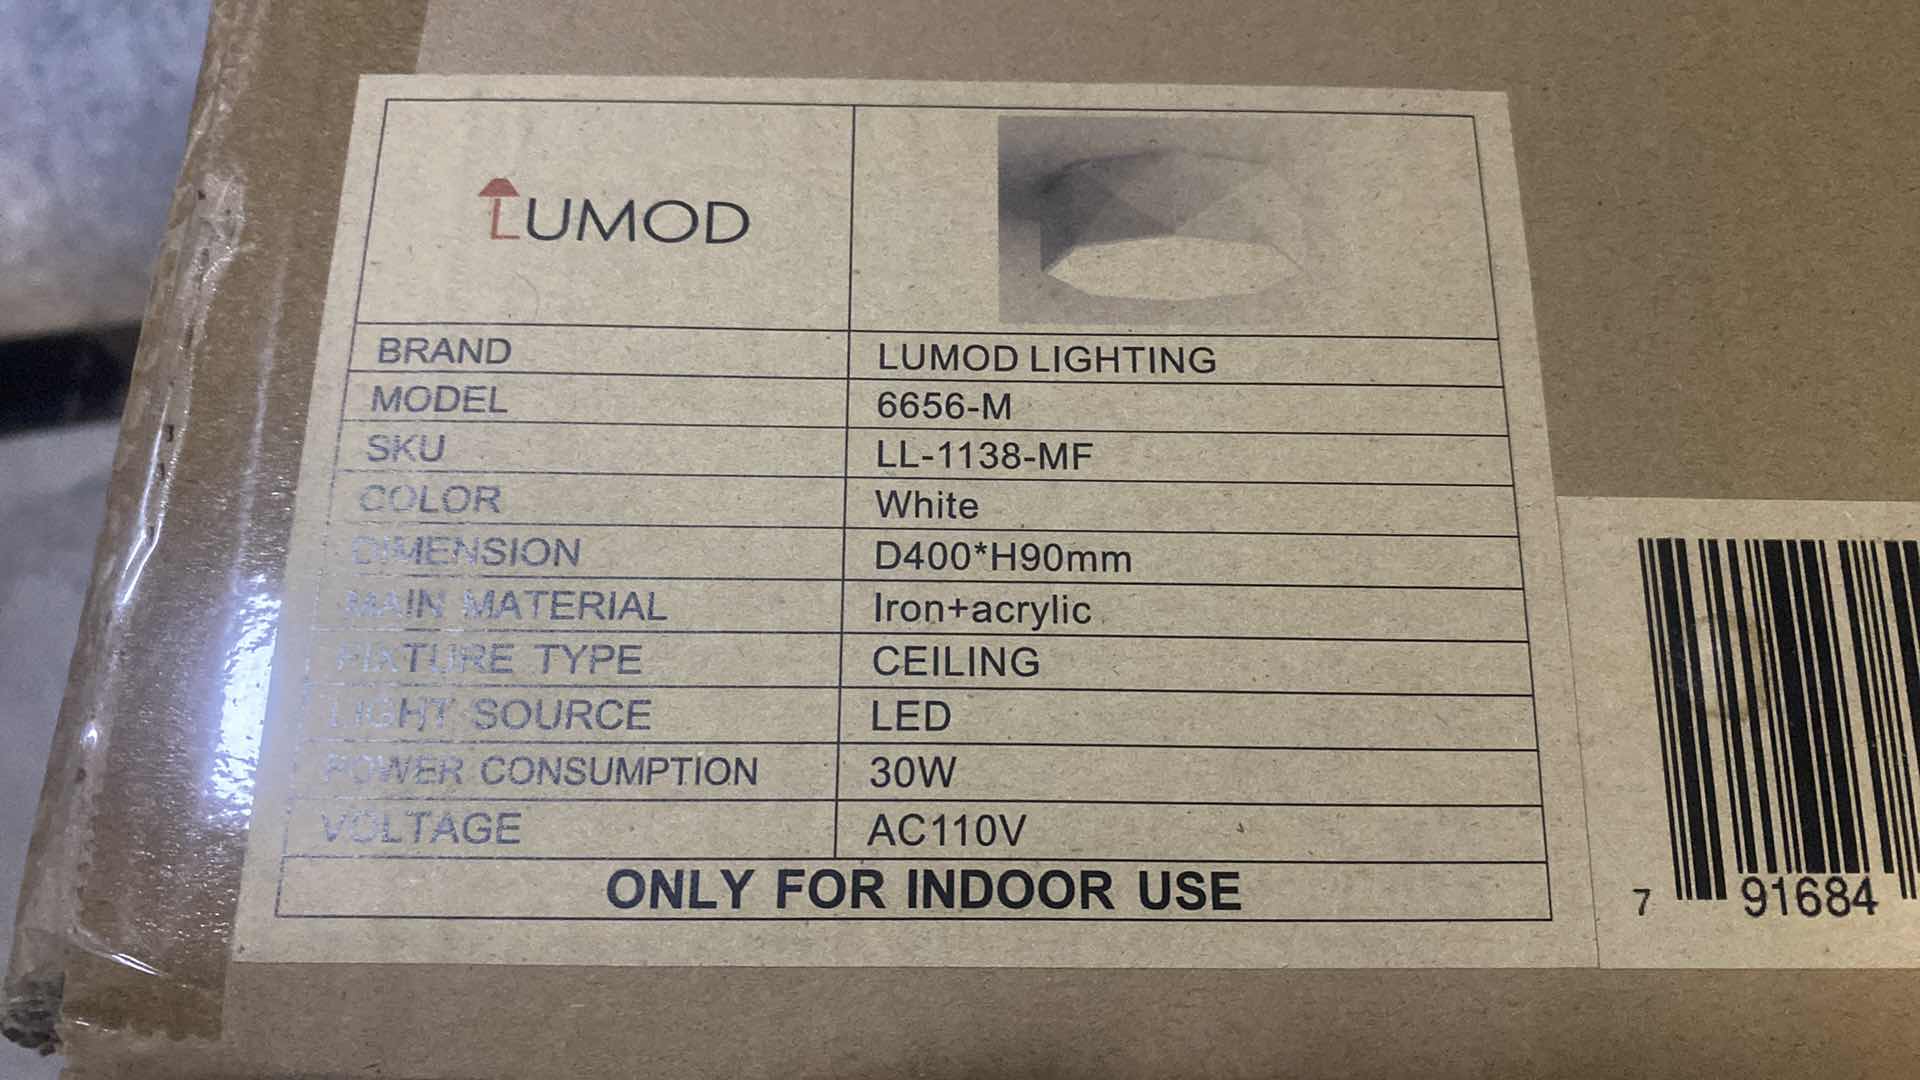 LUMOD
BRAND LUMOD LIGHTING
MODEL 6656-M
SKU LL-1138-MF
COLOR White
DIMENSION D400*H90mm
MAIN MATERIAL Iron+acrylic
FIXTURE TYPE CEILING
LIGHT SOURCE LED
POWER CONSUMPTION 30W
VOLTAGE AC110V
ONLY FOR INDOOR USE
7 91684